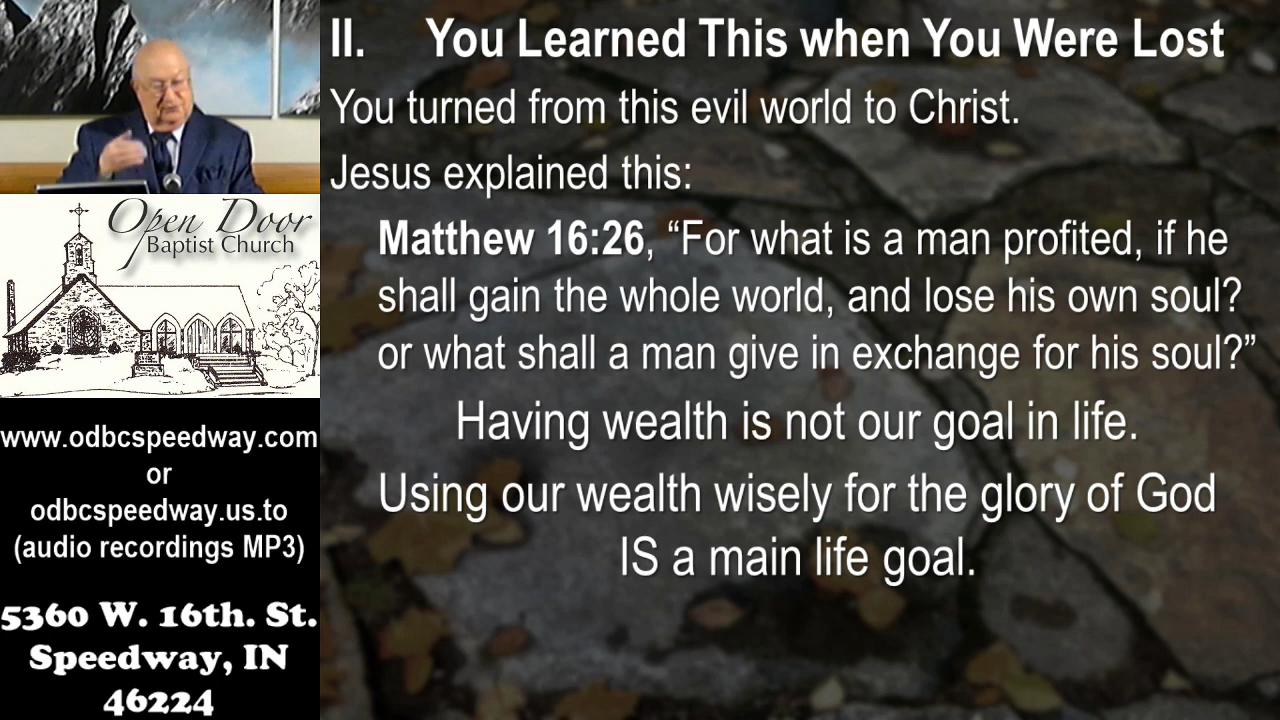 Open Door
Baptist Church
www.odbcspeedway.com
or
odbcspeedway.us.to
(audio recordings MP3)
5360 W. 16th. St.
Speedway, IN
46224
II. You Learned This when You Were Lost
You turned from this evil world to Christ.
Jesus explained this:
Matthew 16:26, “For what is a man profited, if he
shall gain the whole world, and lose his own soul?
or what shall a man give in exchange for his soul?”
Having wealth is not our goal in life.
Using our wealth wisely for the glory of God
IS a main life goal.